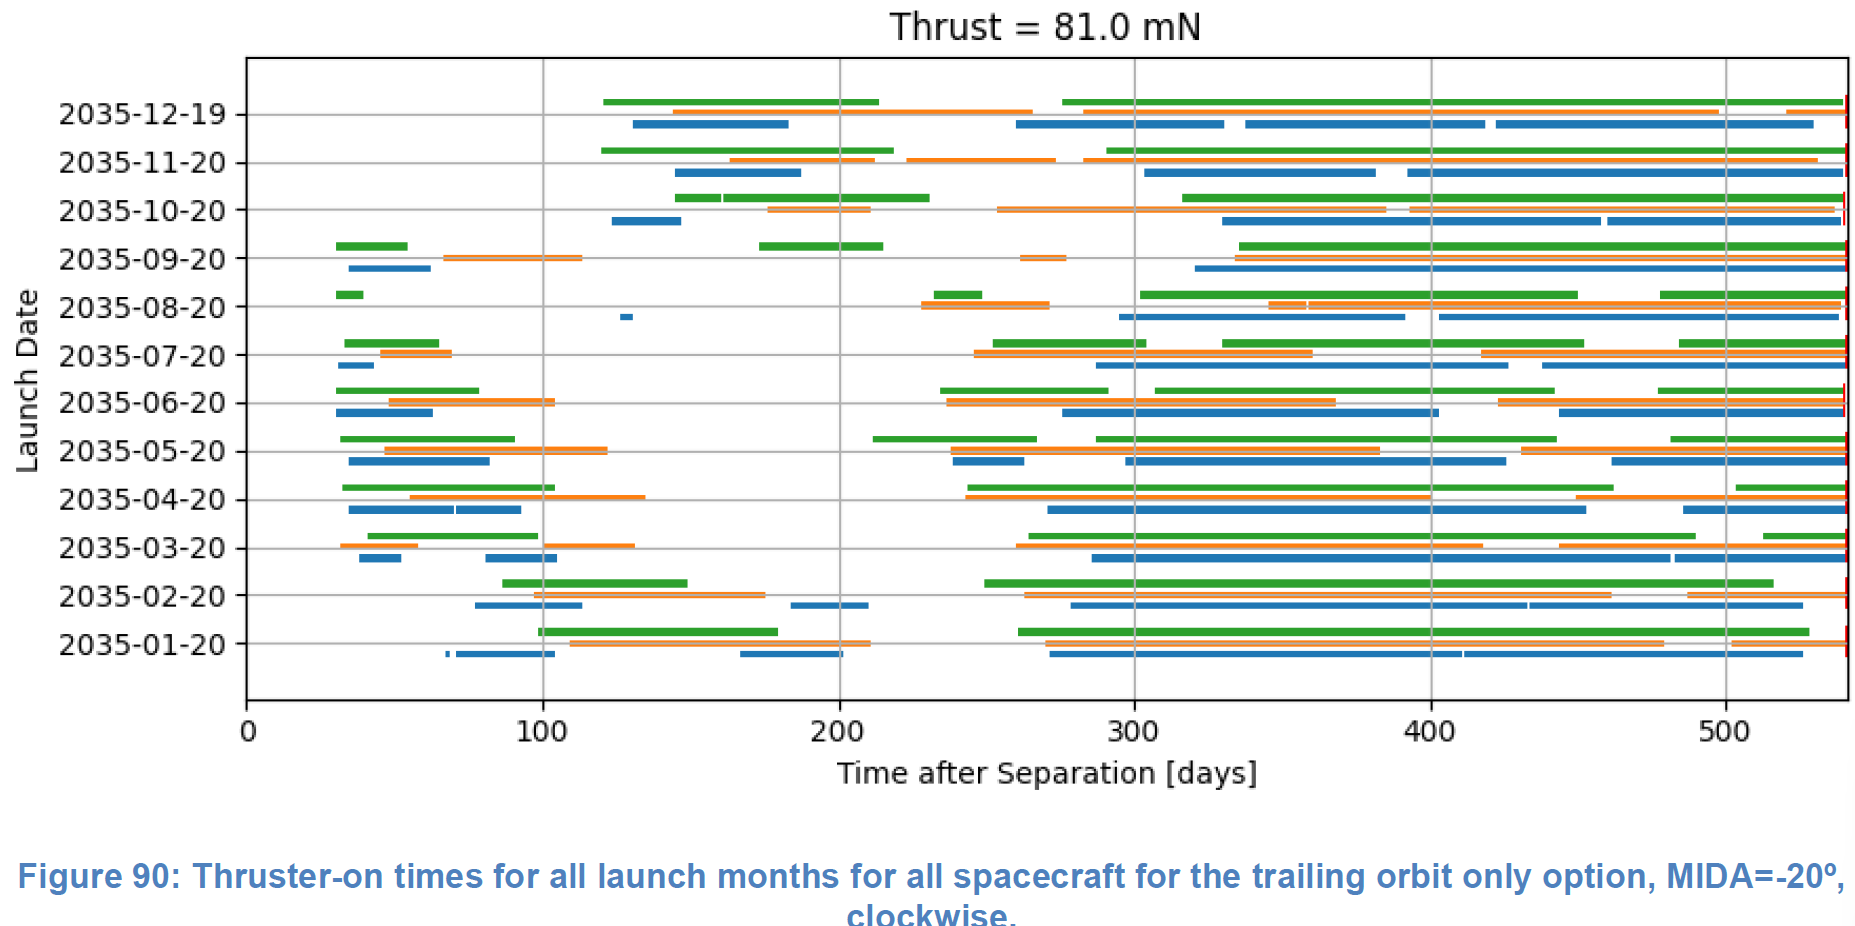 Thrust = 81.0 mN
2035-12-19
2035-11-20
2035-10-20
2035-09-20
2035-08-20
2035-07-20
2035-06-20
2035-05-20
2035-04-20
2035-03-20
2035-02-20
2035-01-20
Launch Date
0 100 200 300 400 500
Time after Separation [days]
Figure 90: Thruster-on times for all launch months for all spacecraft for the trailing orbit only option, MIDA=-20º,
clockwise.